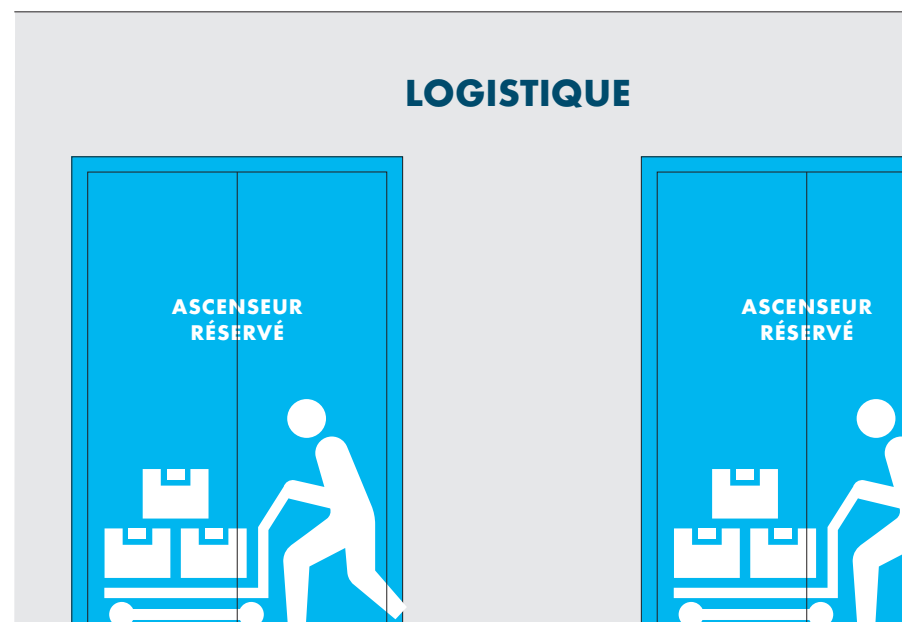 LOGISTIQUE
ASCENSEUR
RÉSERVÉ
ASCENSEUR
RÉSERVÉ